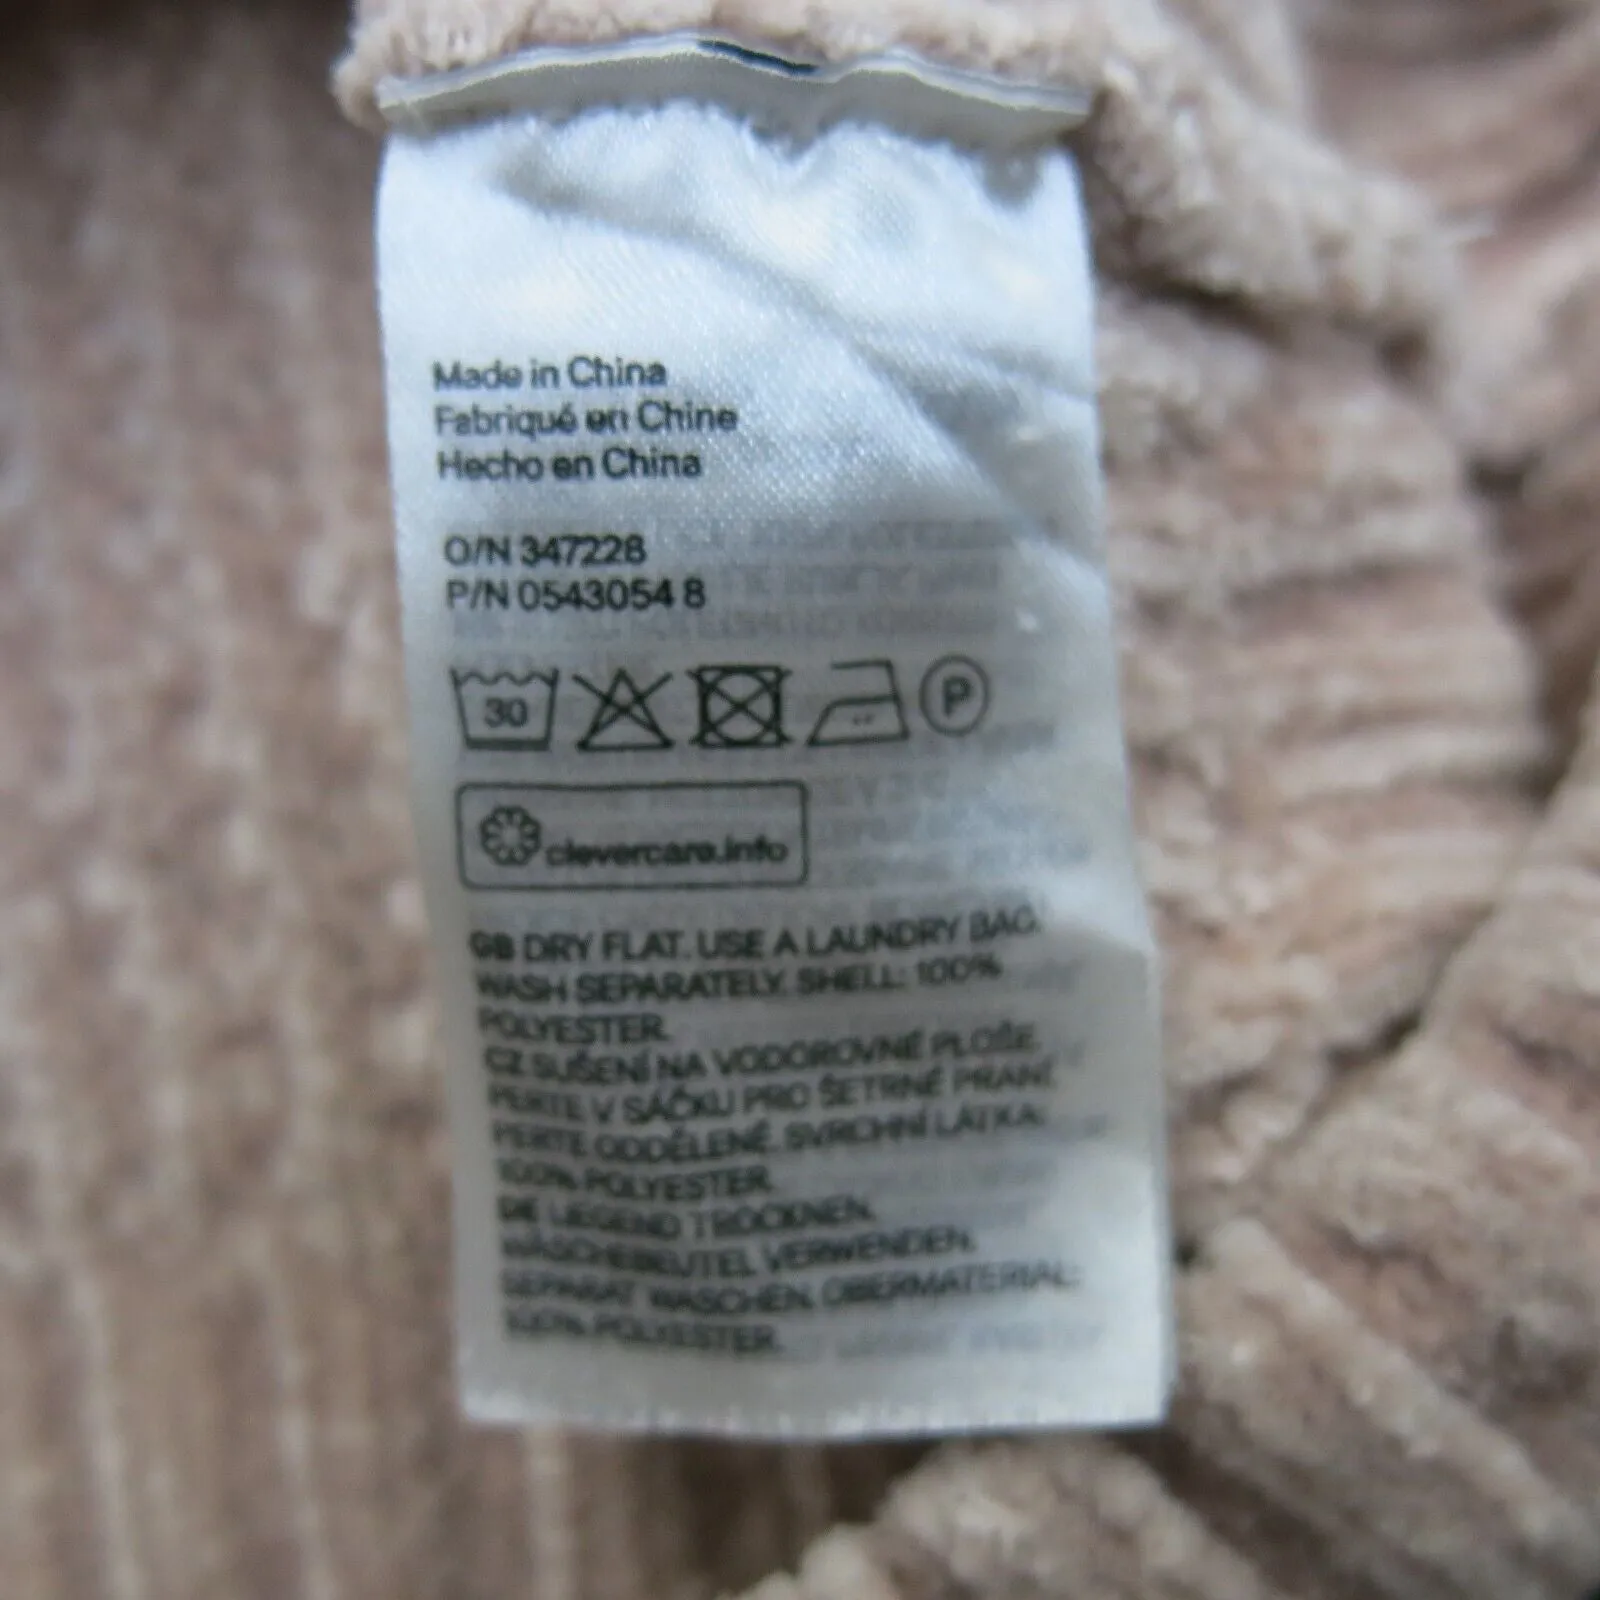 Made in China
Fabriqué en Chine
Hecho en China
O/N 347228
P/N 0543054 8
30
P
clevercare.info
GB DRY FLAT. USE A LAUNDRY BAG.
WASH SEPARATELY. SHELL: 100%
POLYESTER.
CZ SUŠENÍ NA VODOROVNÉ PLOŠE.
PERTE V SÁČKU PRO ŠETRNÉ PRANÍ.
PERTE ODDĚLENĚ. SVRCHNÍ LÁTKA:
100% POLYESTER.
DE LIEGEND TROCKNEN.
WÄSCHEBEUTEL VERWENDEN.
SEPARAT WASCHEN. OBERMATERIAL:
100% POLYESTER.